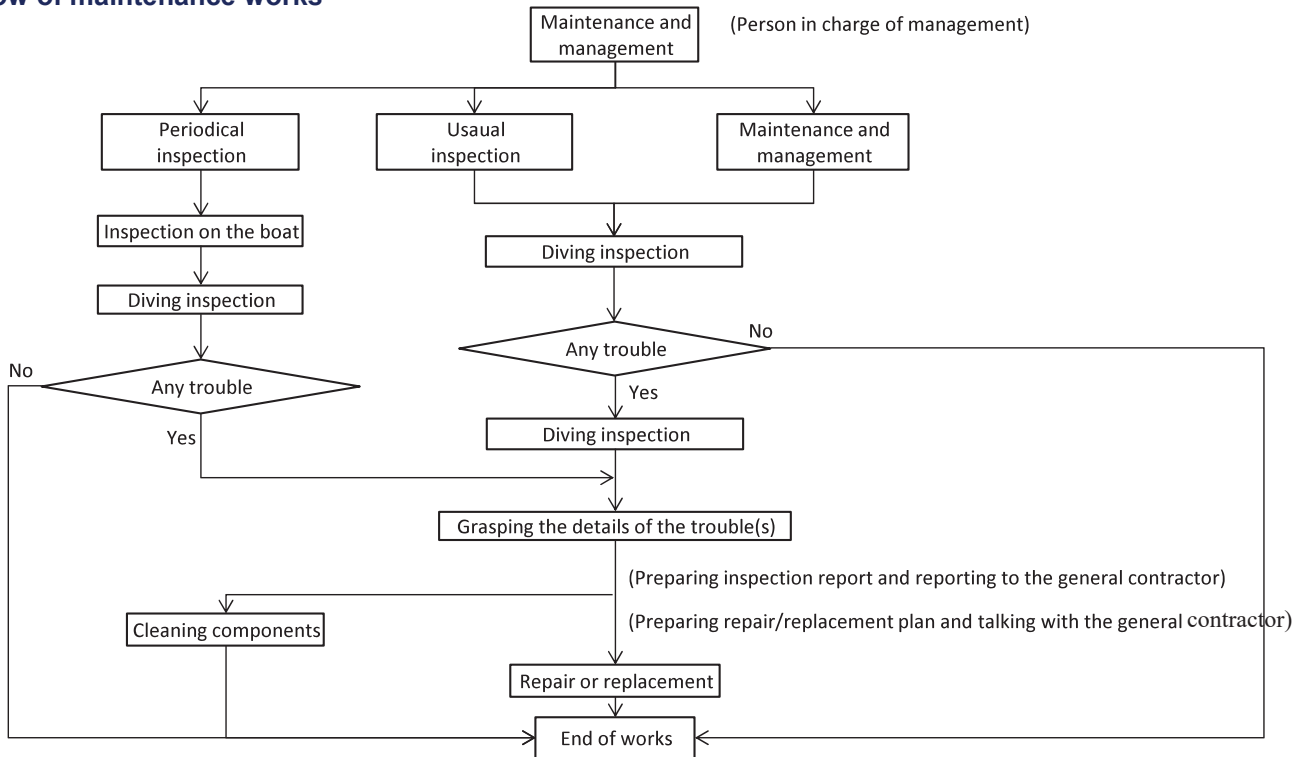 ow of maintenance works
Maintenance and
management
(Person in charge of management)
Periodical
inspection
Usaual
inspection
Maintenance and
management
Inspection on the boat
Diving inspection
Diving inspection
No
Any trouble
No
Any trouble
Yes
Yes
Diving inspection
Grasping the details of the trouble(s)
(Preparing inspection report and reporting to the general contractor)
Cleaning components
(Preparing repair/replacement plan and talking with the general contractor)
Repair or replacement
End of works